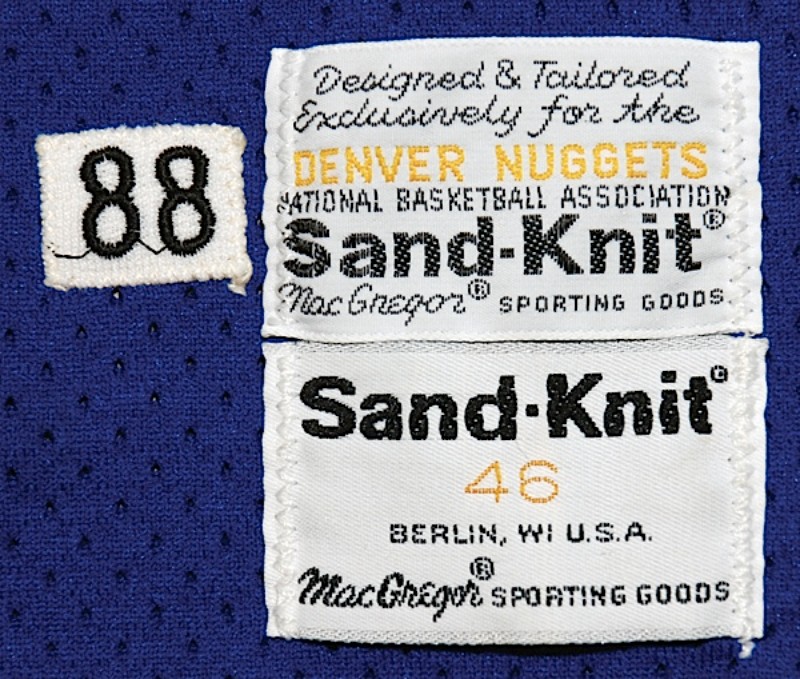 88
Designed & Tailored
Exclusively for the
DENVER NUGGETS
NATIONAL BASKETBALL ASSOCIATION
Sand-Knit®
MacGregor® SPORTING GOODS
Sand-Knit®
46
BERLIN, WI U.S.A.
MacGregor® SPORTING GOODS